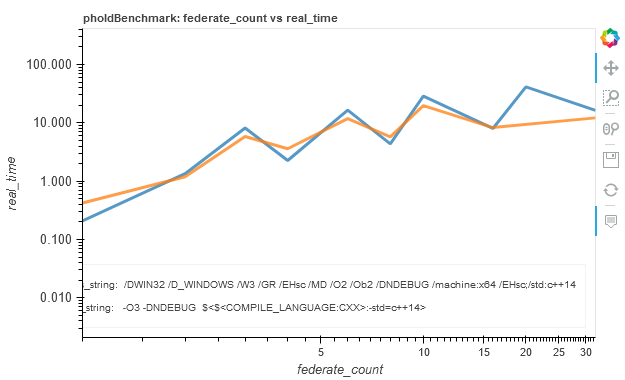 pholdBenchmark: federate_count vs real_time
100.000
10.000
1.000
0.100
0.010
real_time
_string: /DWIN32 /D_WINDOWS /W3 /GR /EHsc /MD /O2 /Ob2 /DNDEBUG /machine:x64 /EHsc;/std:c++14
_string: -O3 -DNDEBUG $<$<COMPILE_LANGUAGE:CXX>:-std=c++14>
5 10 15 20 25 30
federate_count